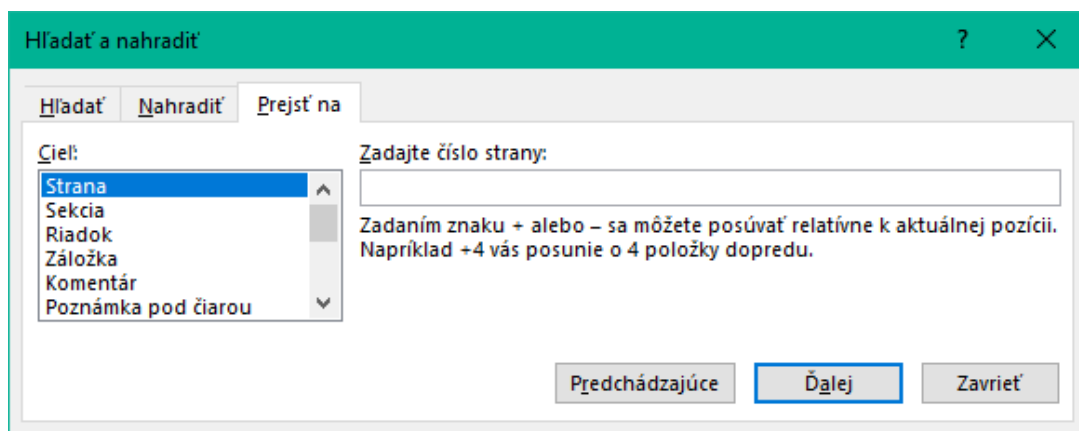 Hľadať a nahradiť
?
Hľadať Nahradiť Prejsť na
Cieľ:
Strana
Sekcia
Riadok
Záložka
Komentár
Poznámka pod čiarou
Zadajte číslo strany:
Zadaním znaku + alebo – sa môžete posúvať relatívne k aktuálnej pozícii.
Napríklad +4 vás posunie o 4 položky dopredu.
Predchádzajúce Ďalej Zavrieť